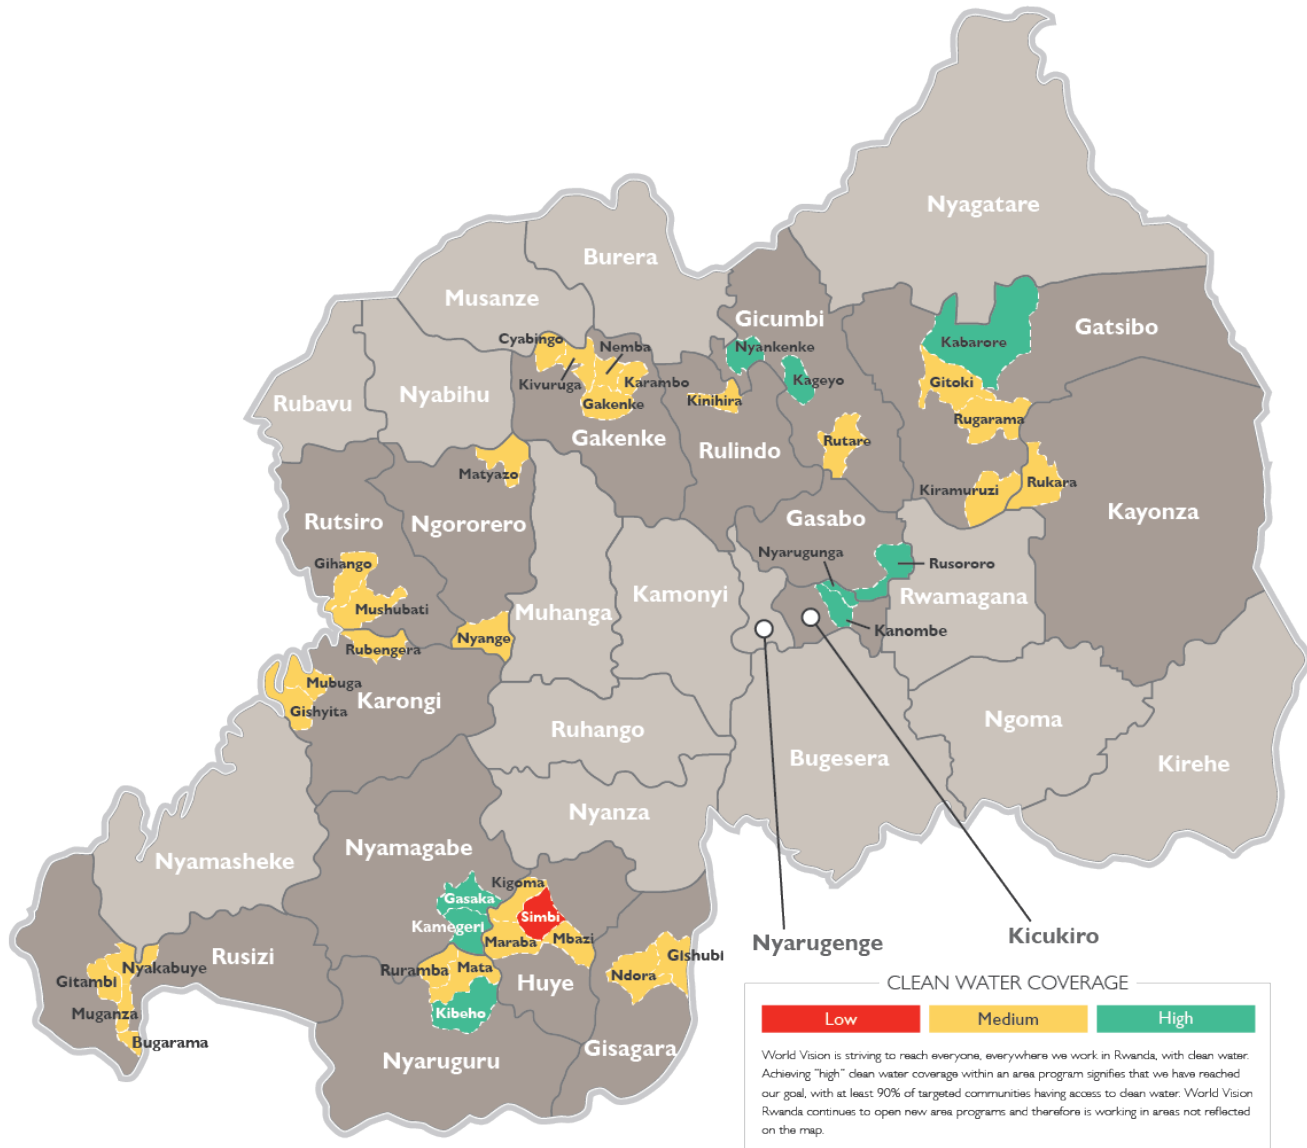 Nyagatare
Burera
Musanze
Gicumbi
Gatsibo
Cyabingo
Nemba
Nyankenke
Kabarore
Kivuruga
Karambo
Kageyo
Gitoki
Rubavu
Nyabihu
Gakenke
Kinihira
Rugarama
Gakenke
Rulindo
Rutare
Matyazo
Kiramuruzi
Rukara
Rutsiro
Ngororero
Gasabo
Kayonza
Gihango
Nyarugunga
Rusororo
Mushubati
Muhanga
Kamonyi
Rwamagana
Rubengera
Nyange
Kanombe
Mubuga
Karongi
Gishyita
Ruhango
Ngoma
Bugesera
Kirehe
Nyanza
Nyamasheke
Nyamagabe
Kigoma
Gasaka
Simbi
Kamegeri
Maraba
Mbazi
Nyarugenge
Kicukiro
Nyakabuye
Rusizi
Gitambi
Ruramba
Mata
Huye
Ndora
Gishubi
Muganza
Kibeho
Bugarama
Nyaruguru
Gisagara
CLEAN WATER COVERAGE
Low
Medium
High
World Vision is striving to reach everyone, everywhere we work in Rwanda, with clean water.
Achieving "high" clean water coverage within an area program signifies that we have reached
our goal, with at least 90% of targeted communities having access to clean water. World Vision
Rwanda continues to open new area programs and therefore is working in areas not reflected
on the map.